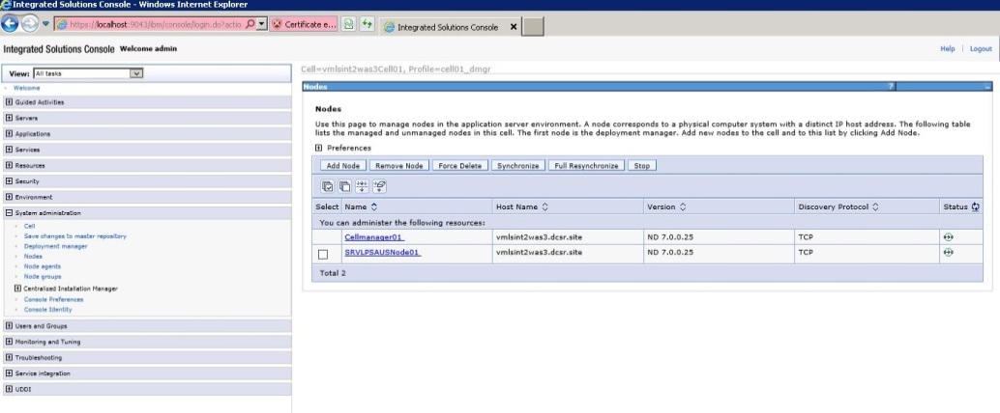 Integrated Solutions Console - Windows Internet Explorer
https://localhost:9043/ibm/console/login.do?actio
Certificate e...
Integrated Solutions Console
Integrated Solutions Console Welcome admin
Help | Logout
View: All tasks
Welcome
Guided Activities
Servers
Applications
Services
Resources
Security
Environment
System administration
Cell
Save changes to master repository
Deployment manager
Nodes
Node agents
Node groups
Centralized Installation Manager
Console Preferences
Console Identity
Users and Groups
Monitoring and Tuning
Troubleshooting
Service integration
UDDI
Cell=vmlsint2was3Cell01, Profile=cell01_dmgr
Nodes ? -
Nodes
Use this page to manage nodes in the application server environment. A node corresponds to a physical computer system with a distinct IP host address. The following table
lists the managed and unmanaged nodes in this cell. The first node is the deployment manager. Add new nodes to the cell and to this list by clicking Add Node.
Preferences
Add Node Remove Node Force Delete Synchronize Full Resynchronize Stop
Select Name Host Name Version Discovery Protocol Status
You can administer the following resources:
Cellmanager01 vmlsint2was3.dcsr.site ND 7.0.0.25 TCP
SRVLPSAUSNode01 vmlsint2was3.dcsr.site ND 7.0.0.25 TCP
Total 2